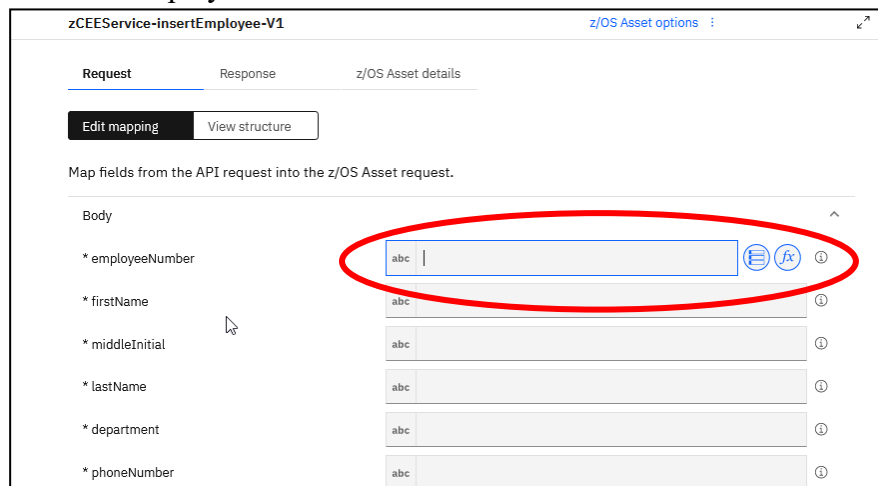 zCEEService-insertEmployee-V1 z/OS Asset options
Request Response z/OS Asset details
Edit mapping View structure
Map fields from the API request into the z/OS Asset request.
Body
* employeeNumber abc fx
* firstName abc
* middleInitial abc
* lastName abc
* department abc
* phoneNumber abc